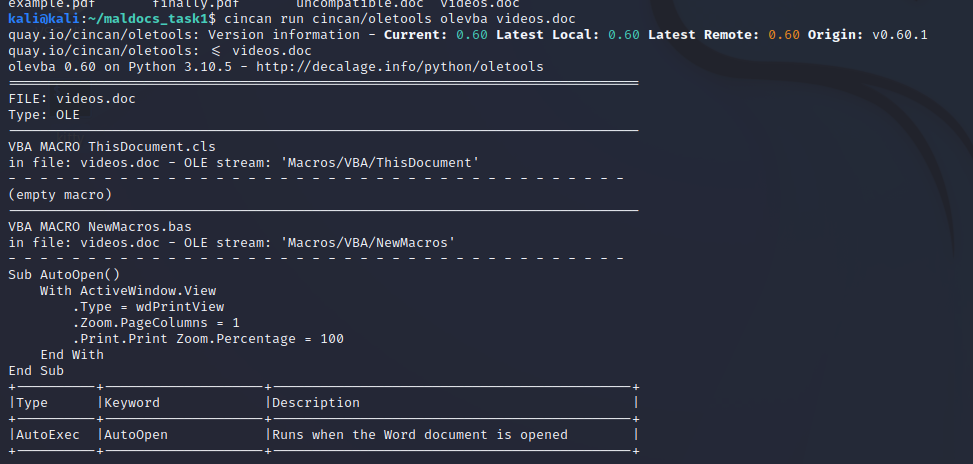 example.pdf finally.pdf uncompatible.doc videos.doc
kali@kali:~/maldocs_task1$ cincan run cincan/oletools olevba videos.doc
quay.io/cincan/oletools: Version information - Current: 0.60 Latest Local: 0.60 Latest Remote: 0.60 Origin: v0.60.1
quay.io/cincan/oletools: <= videos.doc
olevba 0.60 on Python 3.10.5 - http://decalage.info/python/oletools
===============================================================================
FILE: videos.doc
Type: OLE
-------------------------------------------------------------------------------
VBA MACRO ThisDocument.cls
in file: videos.doc - OLE stream: 'Macros/VBA/ThisDocument'
- - - - - - - - - - - - - - - - - - - - - - - - - - - - - - - - - - - - - - -
(empty macro)
-------------------------------------------------------------------------------
VBA MACRO NewMacros.bas
in file: videos.doc - OLE stream: 'Macros/VBA/NewMacros'
- - - - - - - - - - - - - - - - - - - - - - - - - - - - - - - - - - - - - - -
Sub AutoOpen()
    With ActiveWindow.View
        .Type = wdPrintView
        .Zoom.PageColumns = 1
        .Print.Print Zoom.Percentage = 100
    End With
End Sub
+----------+--------------------+---------------------------------------------+
|Type      |Keyword             |Description                                  |
+----------+--------------------+---------------------------------------------+
|AutoExec  |AutoOpen            |Runs when the Word document is opened        |
+----------+--------------------+---------------------------------------------+